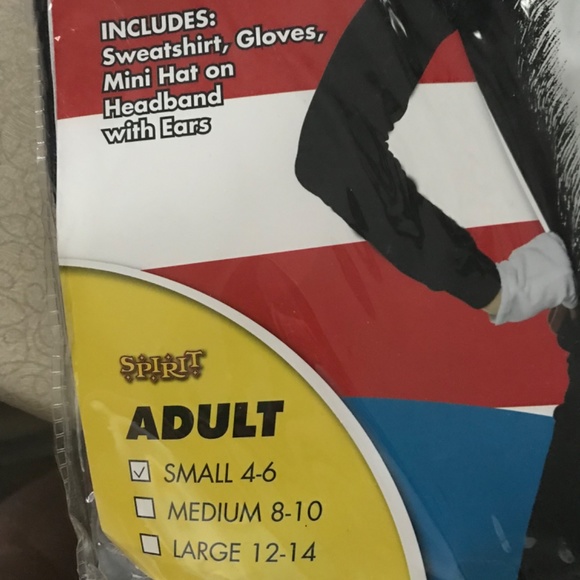 INCLUDES:
Sweatshirt, Gloves,
Mini Hat on
Headband
with Ears
SPIRIT
ADULT
SMALL 4-6
MEDIUM 8-10
LARGE 12-14